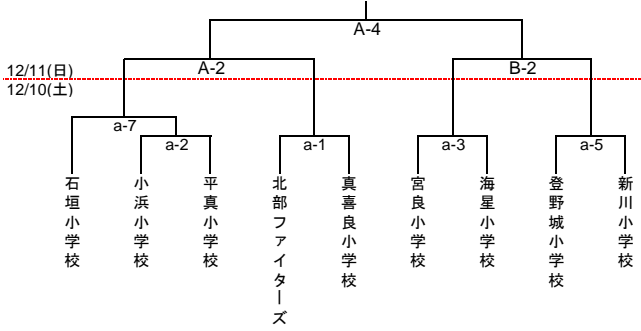 A-4
12/11(日)
A-2
B-2
12/10(土)
a-7
a-2
a-1
a-3
a-5
石垣小学校
小浜小学校
平真小学校
北部ファイターズ
真喜良小学校
宮良小学校
海星小学校
登野城小学校
新川小学校